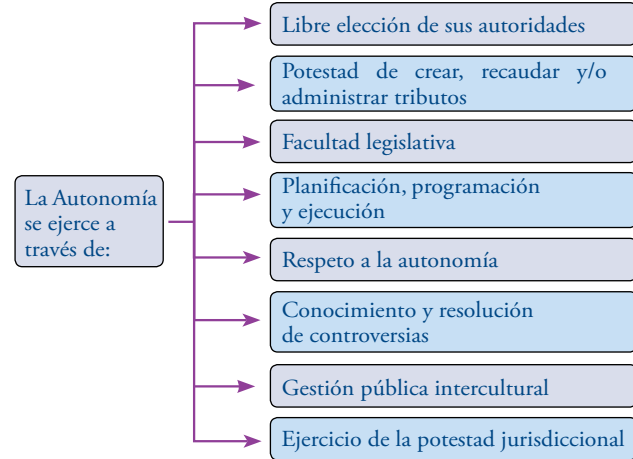 La Autonomía
se ejerce a
través de:
Libre elección de sus autoridades
Potestad de crear, recaudar y/o
administrar tributos
Facultad legislativa
Planificación, programación
y ejecución
Respeto a la autonomía
Conocimiento y resolución
de controversias
Gestión pública intercultural
Ejercicio de la potestad jurisdiccional